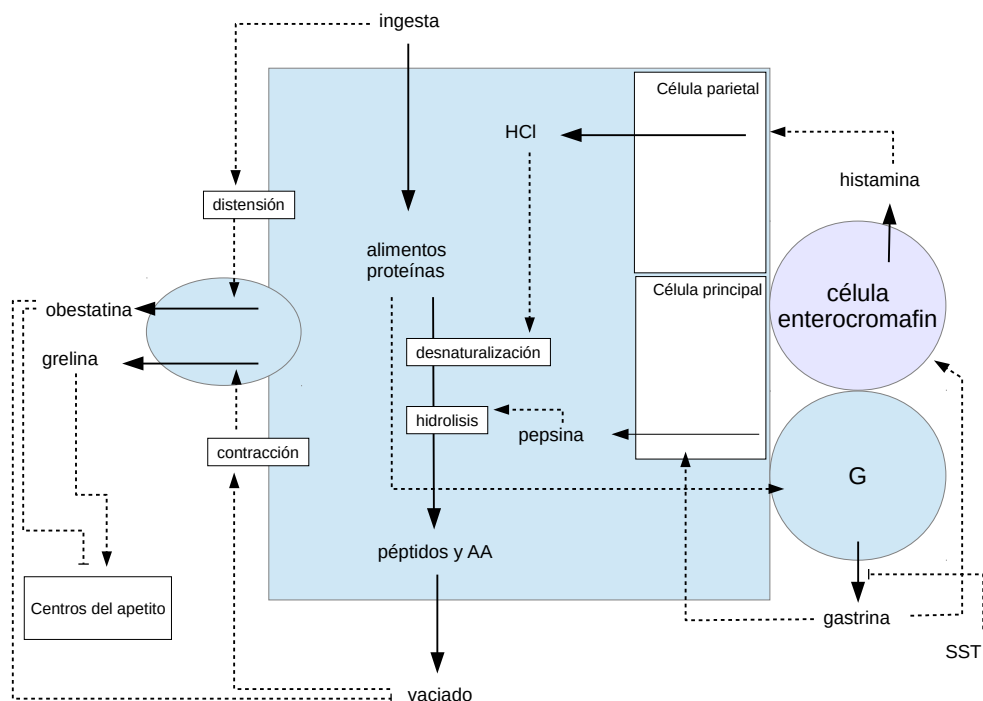 ingesta
Célula parietal
HCl
histamina
distensión
alimentos
proteínas
Célula principal
célula
enterocromafin
obestatina
grelina
desnaturalización
hidrolisis
pepsina
contracción
G
péptidos y AA
Centros del apetito
gastrina
SST
vaciado